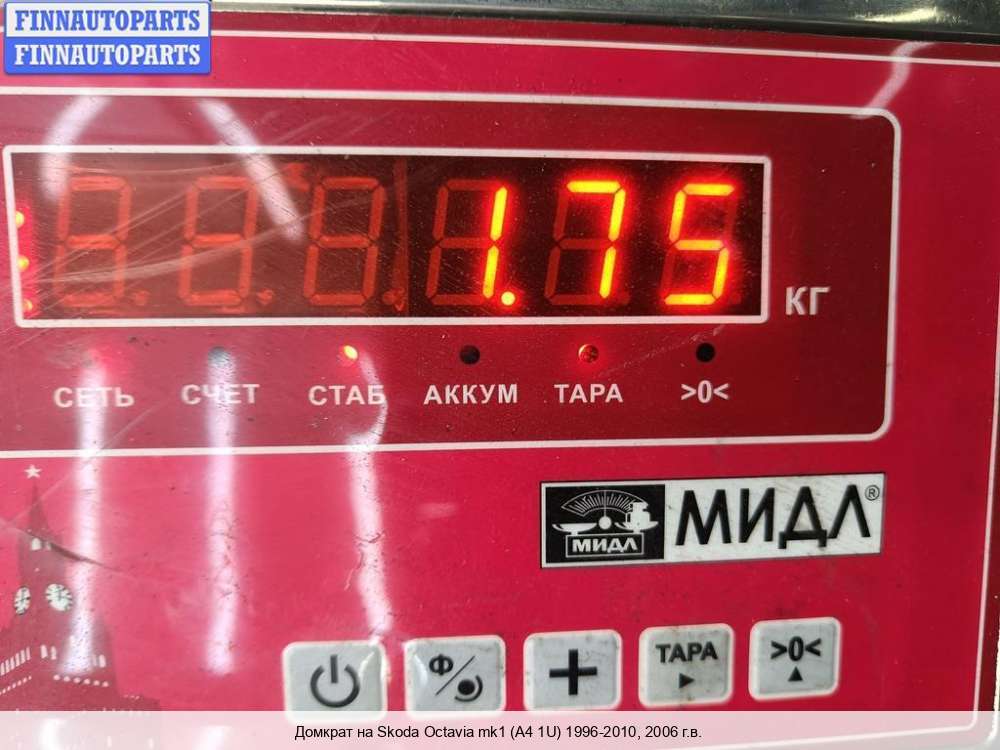 FINNAUTOPARTS
FINNAUTOPARTS
1.75
КГ
СЕТЬ СЧЕТ СТАБ АККУМ ТАРА >0<
МИДЛ МИДЛ®
Ф
+ ТАРА >0<
Домкрат на Skoda Octavia mk1 (A4 1U) 1996-2010, 2006 г.в.